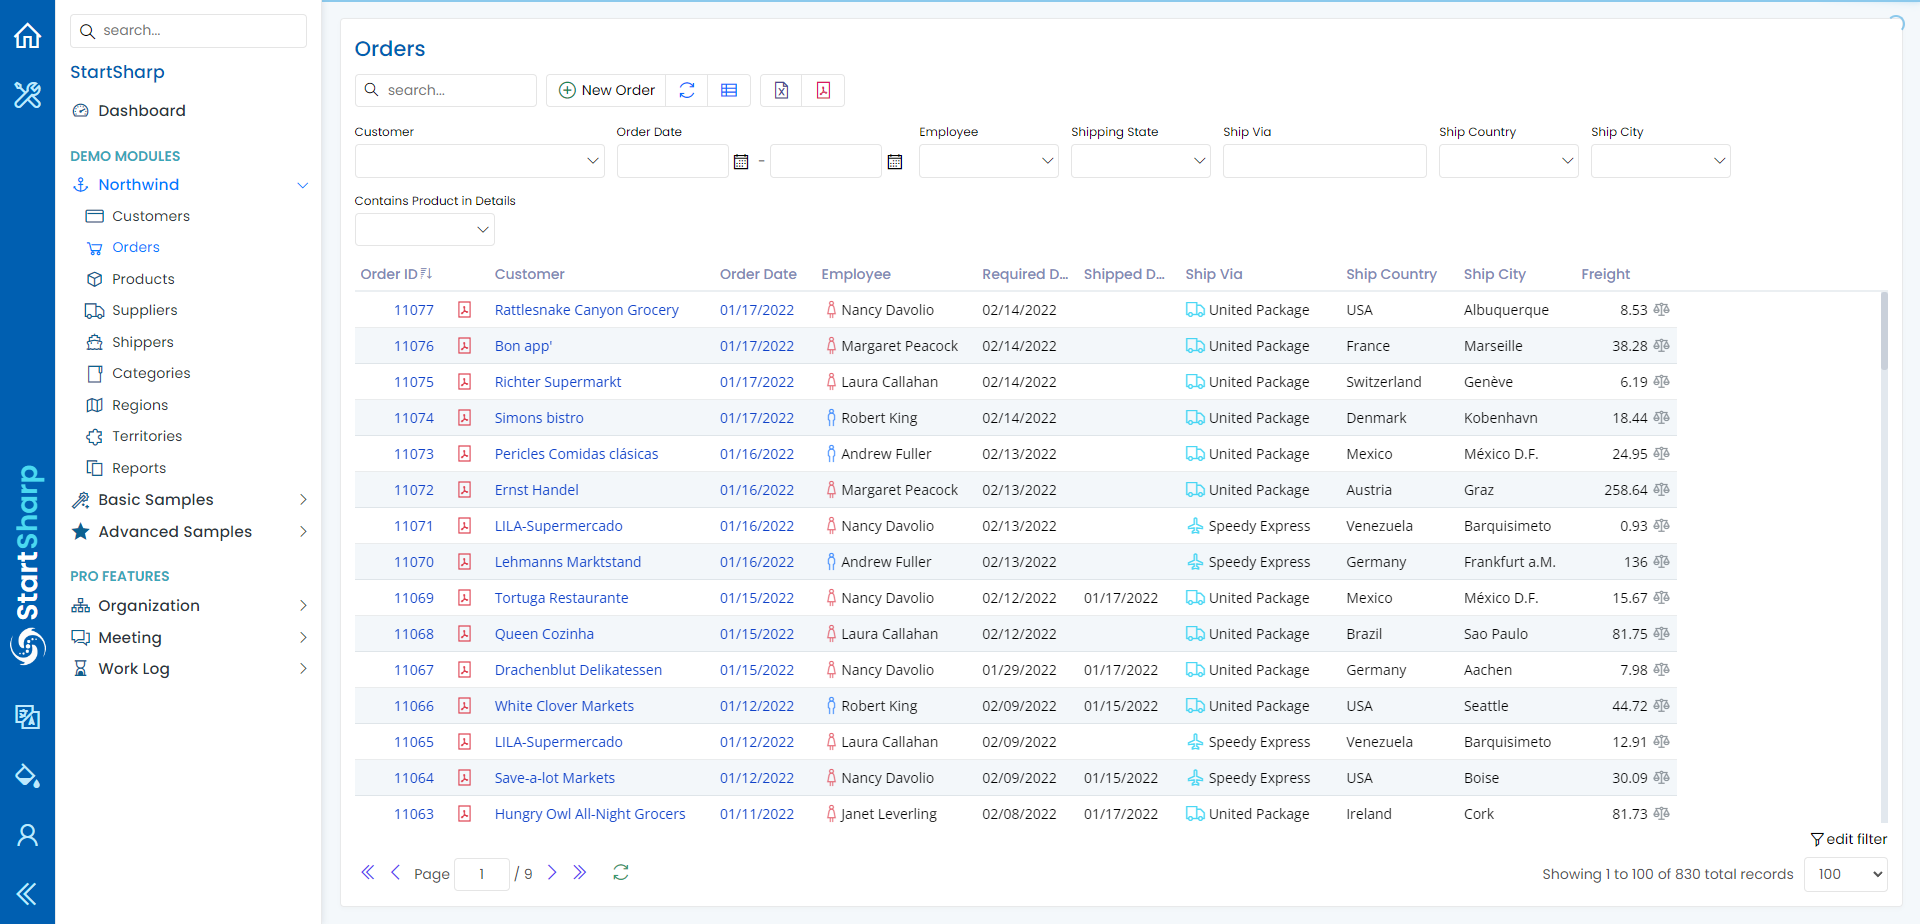 search...
StartSharp
Dashboard
DEMO MODULES
Northwind
Customers
Orders
Products
Suppliers
Shippers
Categories
Regions
Territories
Reports
Basic Samples
Advanced Samples
PRO FEATURES
Organization
Meeting
Work Log
StartSharp
Orders
search... New Order
Customer Order Date Employee Shipping State Ship Via Ship Country Ship City
-
Contains Product in Details
Order ID Customer Order Date Employee Required D... Shipped D... Ship Via Ship Country Ship City Freight
11077 Rattlesnake Canyon Grocery 01/17/2022 Nancy Davolio 02/14/2022 United Package USA Albuquerque 8.53
11076 Bon app' 01/17/2022 Margaret Peacock 02/14/2022 United Package France Marseille 38.28
11075 Richter Supermarkt 01/17/2022 Laura Callahan 02/14/2022 United Package Switzerland Genève 6.19
11074 Simons bistro 01/17/2022 Robert King 02/14/2022 United Package Denmark Kobenhavn 18.44
11073 Pericles Comidas clásicas 01/16/2022 Andrew Fuller 02/13/2022 United Package Mexico México D.F. 24.95
11072 Ernst Handel 01/16/2022 Margaret Peacock 02/13/2022 United Package Austria Graz 258.64
11071 LILA-Supermercado 01/16/2022 Nancy Davolio 02/13/2022 Speedy Express Venezuela Barquisimeto 0.93
11070 Lehmanns Marktstand 01/16/2022 Andrew Fuller 02/13/2022 Speedy Express Germany Frankfurt a.M. 136
11069 Tortuga Restaurante 01/15/2022 Nancy Davolio 02/12/2022 01/17/2022 United Package Mexico México D.F. 15.67
11068 Queen Cozinha 01/15/2022 Laura Callahan 02/12/2022 United Package Brazil Sao Paulo 81.75
11067 Drachenblut Delikatessen 01/15/2022 Nancy Davolio 01/29/2022 01/17/2022 United Package Germany Aachen 7.98
11066 White Clover Markets 01/12/2022 Robert King 02/09/2022 01/15/2022 United Package USA Seattle 44.72
11065 LILA-Supermercado 01/12/2022 Laura Callahan 02/09/2022 Speedy Express Venezuela Barquisimeto 12.91
11064 Save-a-lot Markets 01/12/2022 Nancy Davolio 02/09/2022 01/15/2022 Speedy Express USA Boise 30.09
11063 Hungry Owl All-Night Grocers 01/11/2022 Janet Leverling 02/08/2022 01/17/2022 United Package Ireland Cork 81.73
edit filter
Page 1 / 9 Showing 1 to 100 of 830 total records 100